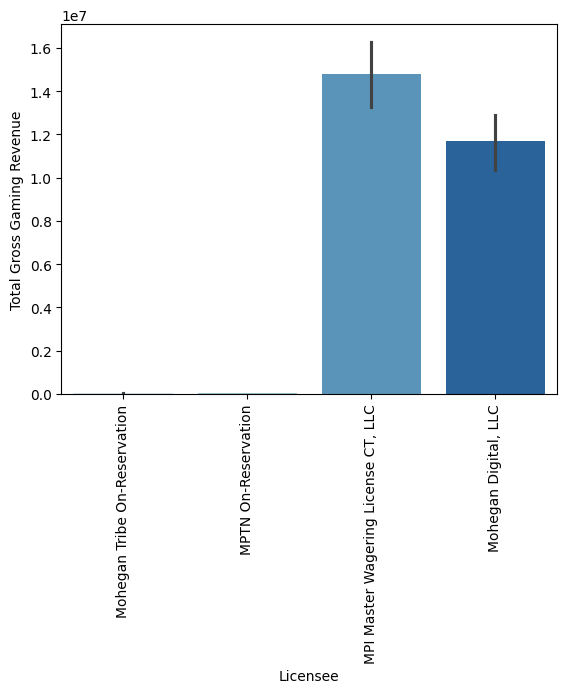 1e7
1.6
1.4
1.2
1.0
0.8
0.6
0.4
0.2
0.0
Total Gross Gaming Revenue
Mohegan Tribe On-Reservation
MPTN On-Reservation
MPI Master Wagering License CT, LLC
Mohegan Digital, LLC
Licensee